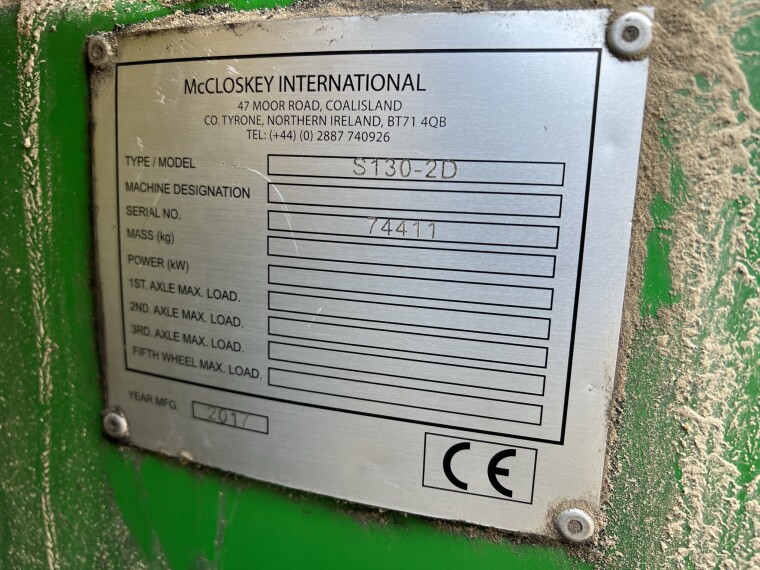 McCLOSKEY INTERNATIONAL
47 MOOR ROAD, COALISLAND
CO. TYRONE, NORTHERN IRELAND, BT71 4QB
TEL: (+44) (0) 2887 740926
TYPE / MODEL S130-2D
MACHINE DESIGNATION
SERIAL NO. 74411
MASS (kg)
POWER (kW)
1ST. AXLE MAX. LOAD.
2ND. AXLE MAX. LOAD.
3RD. AXLE MAX. LOAD.
FIFTH WHEEL MAX. LOAD.
YEAR MFG. 2017
CE